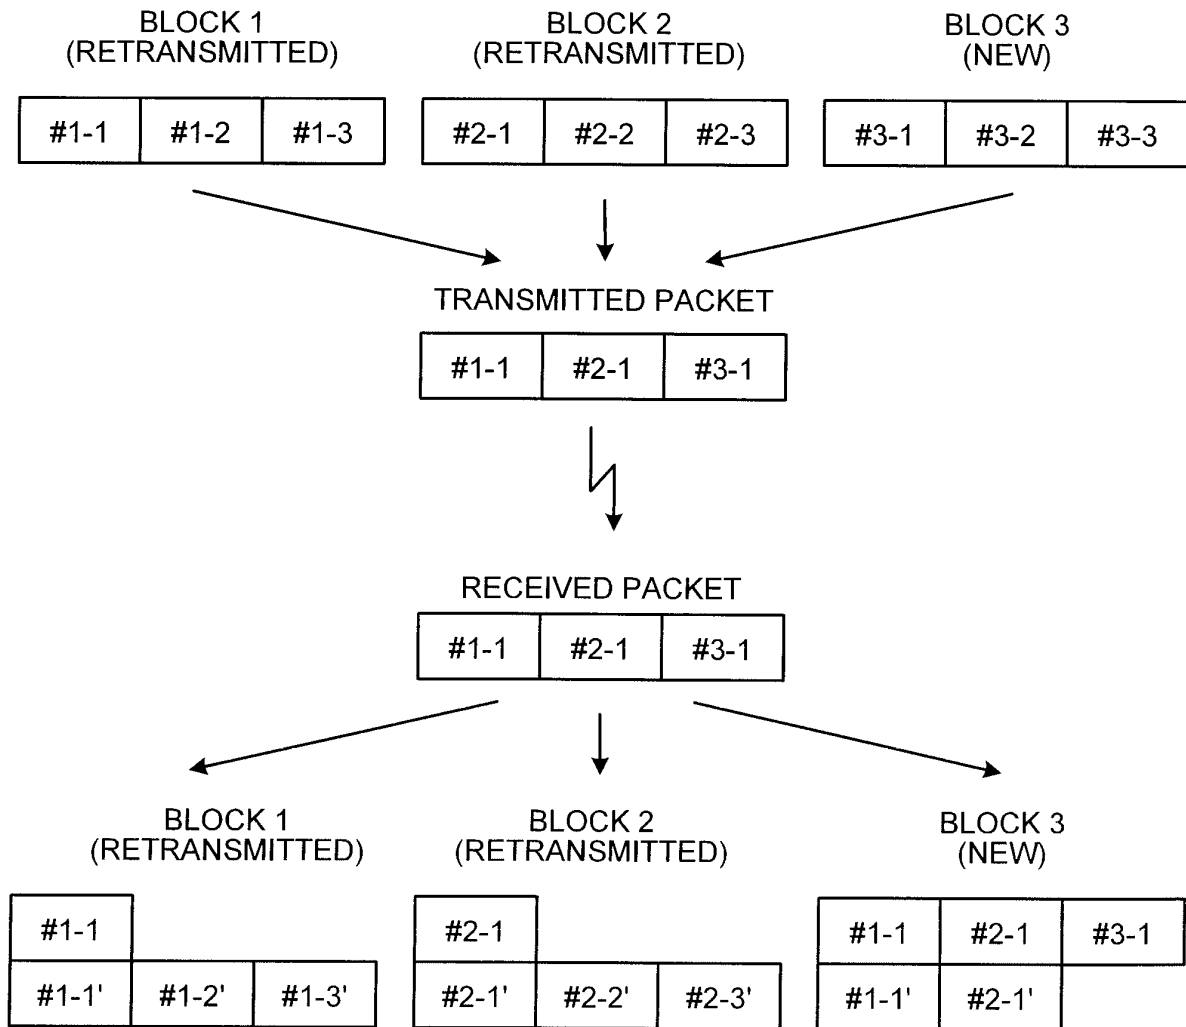 BLOCK 1
(RETRANSMITTED)
BLOCK 2
(RETRANSMITTED)
BLOCK 3
(NEW)
#1-1 #1-2 #1-3
#2-1 #2-2 #2-3
#3-1 #3-2 #3-3
TRANSMITTED PACKET
#1-1 #2-1 #3-1
RECEIVED PACKET
#1-1 #2-1 #3-1
BLOCK 1
(RETRANSMITTED)
BLOCK 2
(RETRANSMITTED)
BLOCK 3
(NEW)
#1-1
#1-1' #1-2' #1-3'
#2-1
#2-1' #2-2' #2-3'
#1-1 #2-1 #3-1
#1-1' #2-1'